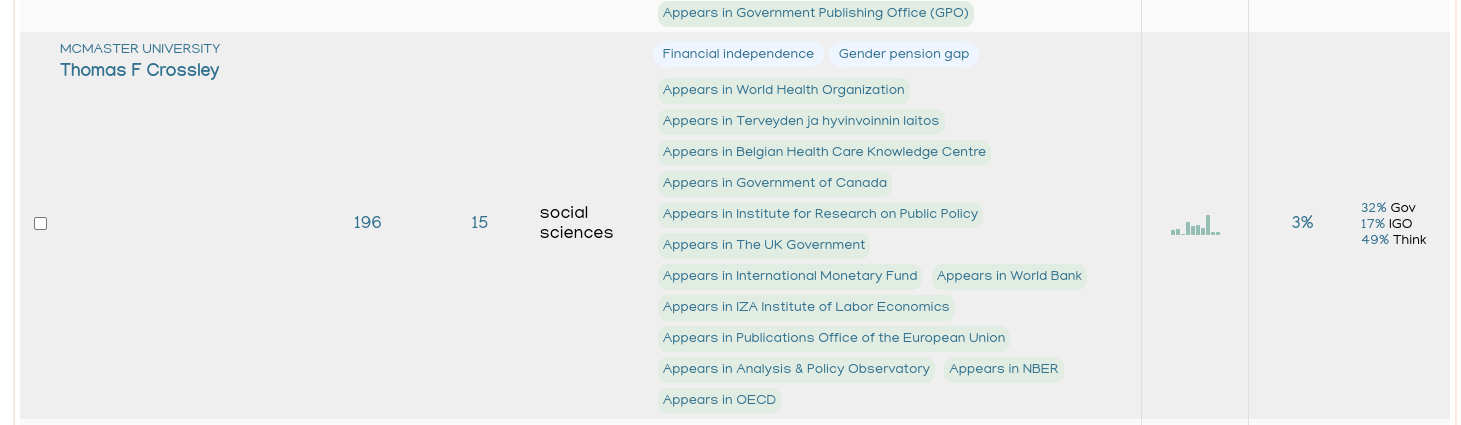 Appears in Government Publishing Office (GPO)
MCMASTER UNIVERSITY
Thomas F Crossley
196
15
social
sciences
Financial independence Gender pension gap
Appears in World Health Organization
Appears in Terveyden ja hyvinvoinnin laitos
Appears in Belgian Health Care Knowledge Centre
Appears in Government of Canada
Appears in Institute for Research on Public Policy
Appears in The UK Government
Appears in International Monetary Fund Appears in World Bank
Appears in IZA Institute of Labor Economics
Appears in Publications Office of the European Union
Appears in Analysis & Policy Observatory Appears in NBER
Appears in OECD
3%
32% Gov
17% IGO
49% Think